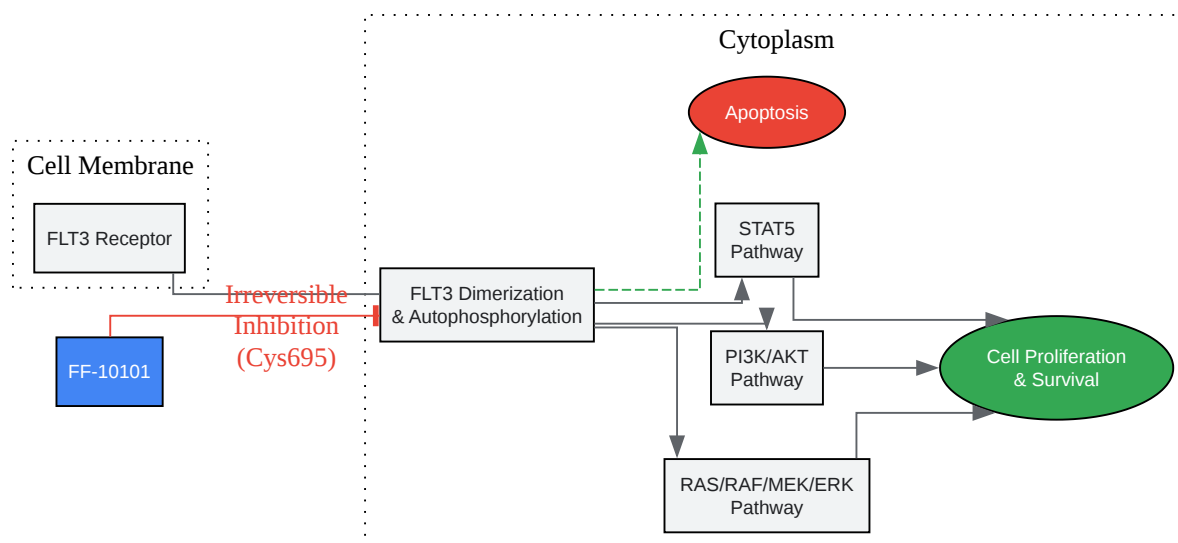 Cytoplasm
Apoptosis
Cell Membrane
FLT3 Receptor
STAT5
Pathway
Irreversible
Inhibition
(Cys695)
FLT3 Dimerization
& Autophosphorylation
FF-10101
PI3K/AKT
Pathway
Cell Proliferation
& Survival
RAS/RAF/MEK/ERK
Pathway